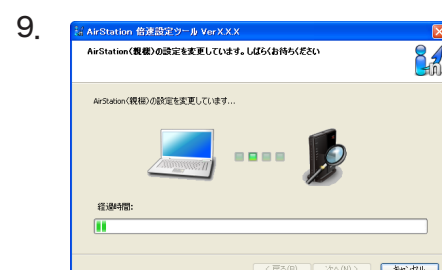 9.
AirStation 倍速設定ツール VerX.X.X
AirStation(親機)の設定を変更しています。しばらくお待ちください
AirStation(親機)の設定を変更しています...
経過時間:
< 戻る(B) 次へ(N) > キャンセル